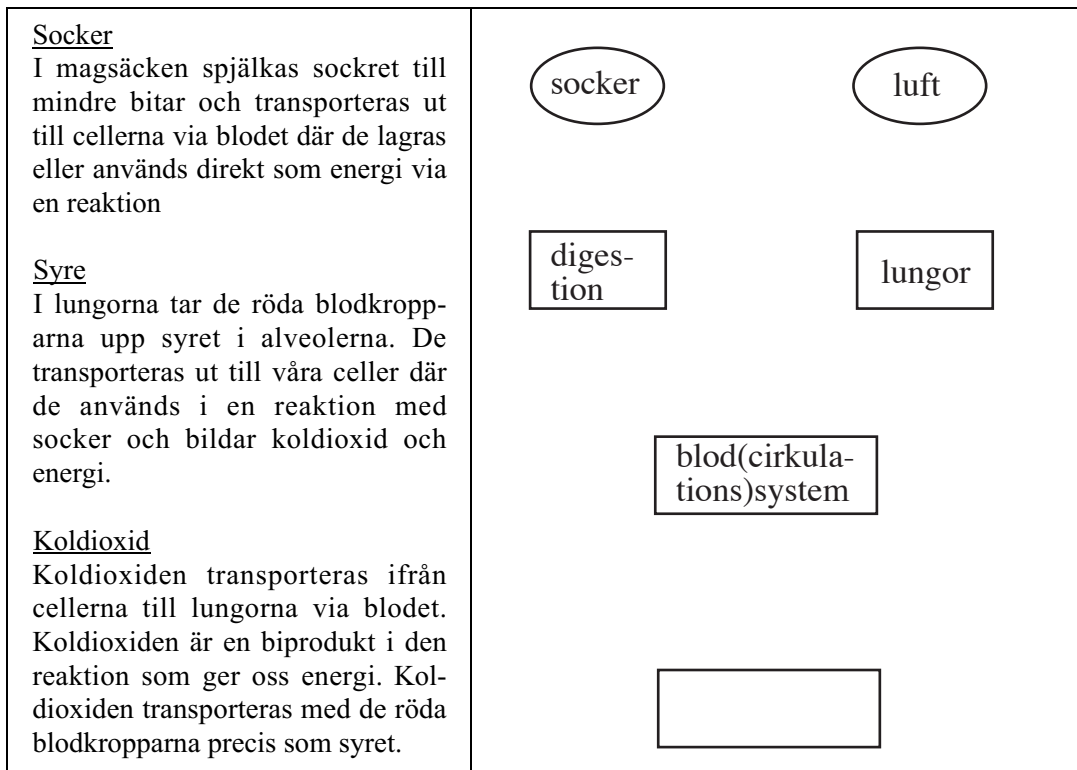 Socker
I magsäcken spjälkas sockret till
mindre bitar och transporteras ut
till cellerna via blodet där de lagras
eller används direkt som energi via
en reaktion
Syre
I lungorna tar de röda blodkropp-
arna upp syret i alveolerna. De
transporteras ut till våra celler där
de används i en reaktion med
socker och bildar koldioxid och
energi.
Koldioxid
Koldioxiden transporteras ifrån
cellerna till lungorna via blodet.
Koldioxiden är en biprodukt i den
reaktion som ger oss energi. Kol-
dioxiden transporteras med de röda
blodkropparna precis som syret.
socker
luft
diges-
tion
lungor
blod(cirkula-
tions)system